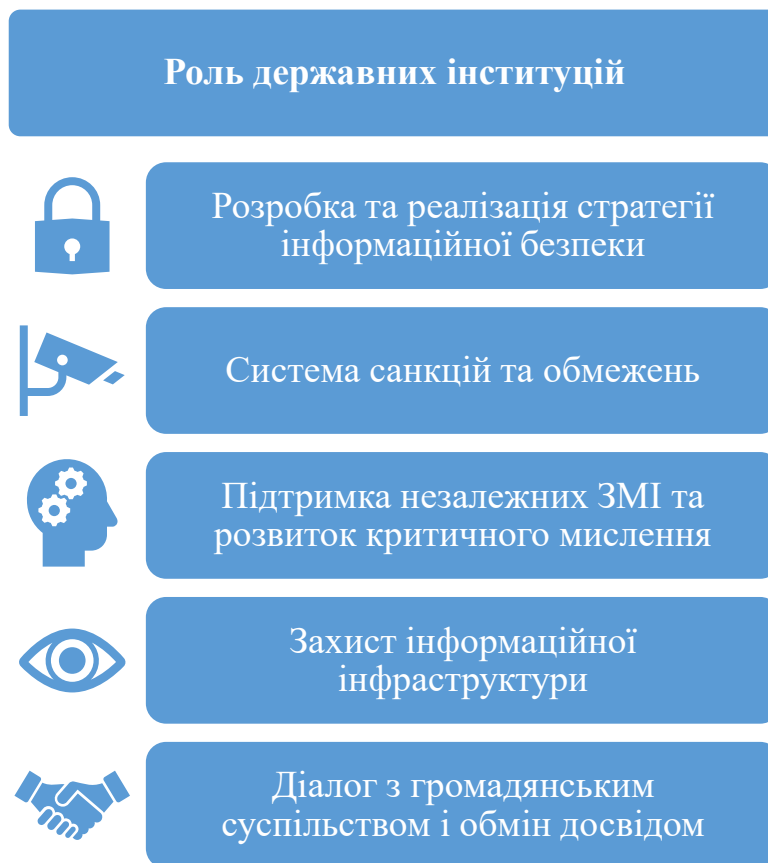 Роль державних інституцій
Розробка та реалізація стратегії
інформаційної безпеки
Система санкцій та обмежень
Підтримка незалежних ЗМІ та
розвиток критичного мислення
Захист інформаційної
інфраструктури
Діалог з громадянським
суспільством і обмін досвідом